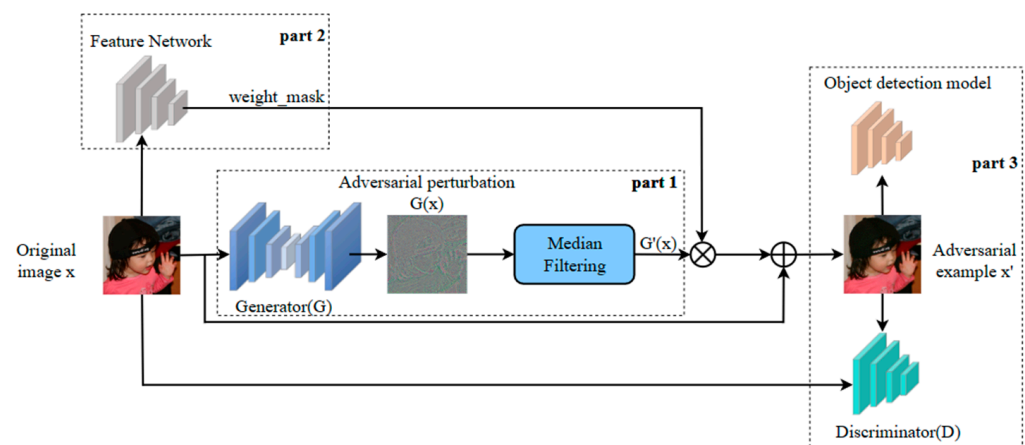 Feature Network
part 2
weight_mask
Object detection model
part 3
Adversarial perturbation
part 1
G(x)
Original
image x
Median
Filtering
G'(x)
Adversarial
example x'
Generator(G)
Discriminator(D)